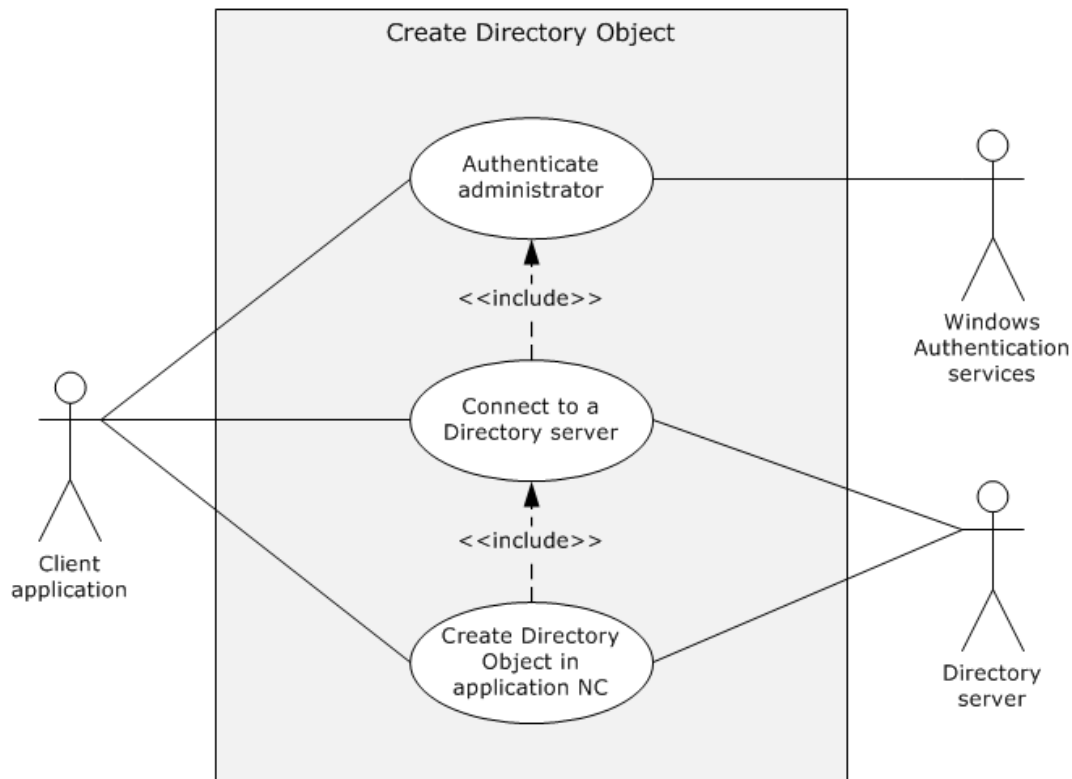 Create Directory Object
Authenticate
administrator
<<include>>
Windows
Authentication
services
Connect to a
Directory server
<<include>>
Client
application
Create Directory
Object in
application NC
Directory
server